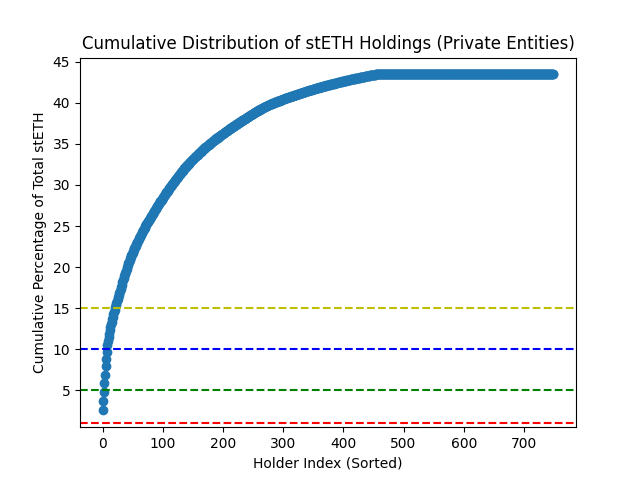 Cumulative Distribution of stETH Holdings (Private Entities)
Cumulative Percentage of Total stETH
45
40
35
30
25
20
15
10
5
0 100 200 300 400 500 600 700
Holder Index (Sorted)